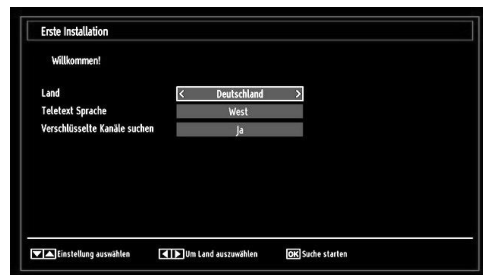 Erste Installation
Willkommen!
Land < Deutschland >
Teletext Sprache West
Verschlüsselte Kanäle suchen Ja
Einstellung auswählen Um Land auszuwählen OK Suche starten